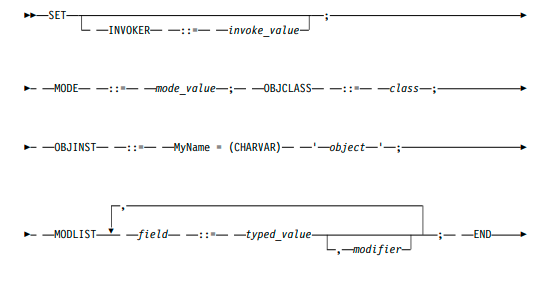 SET ;
INVOKER ::= invoke_value
MODE ::= mode_value; OBJCLASS ::= class;
OBJINST ::= MyName = (CHARVAR) 'object';
,
MODLIST field ::= typed_value ; END
,modifier